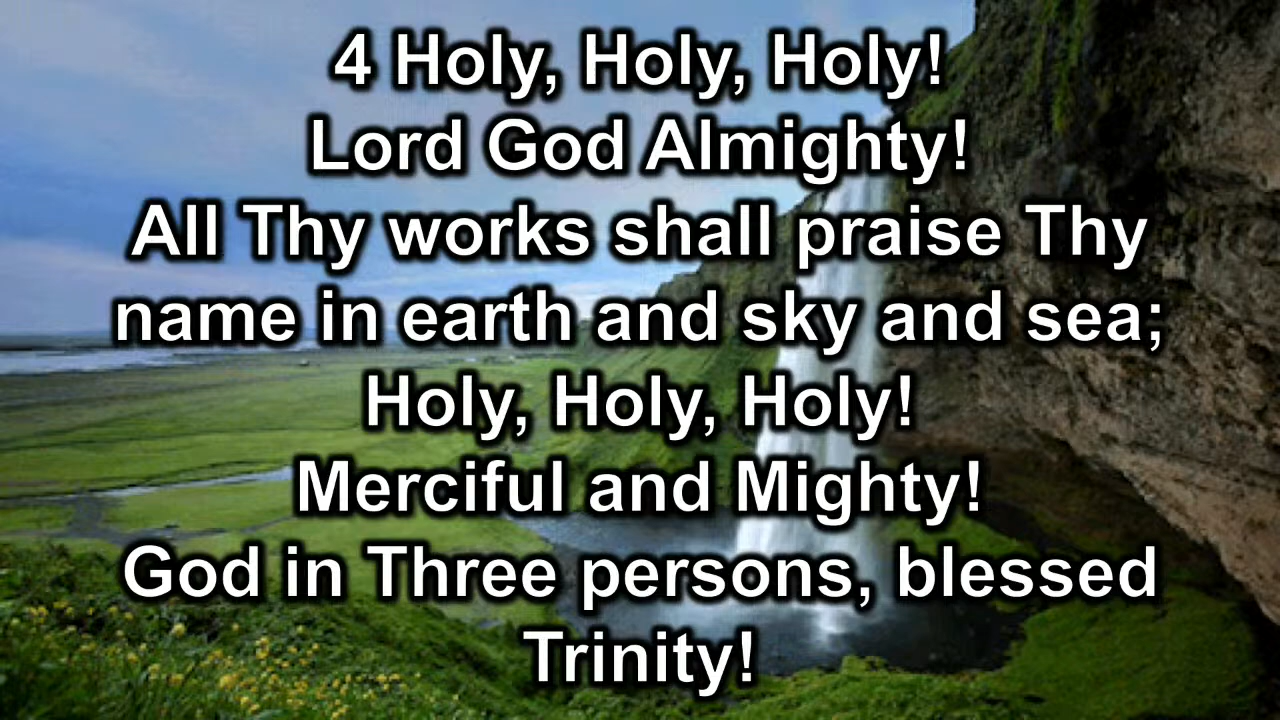 4 Holy, Holy, Holy!
Lord God Almighty!
All Thy works shall praise Thy
name in earth and sky and sea;
Holy, Holy, Holy!
Merciful and Mighty!
God in Three persons, blessed
Trinity!